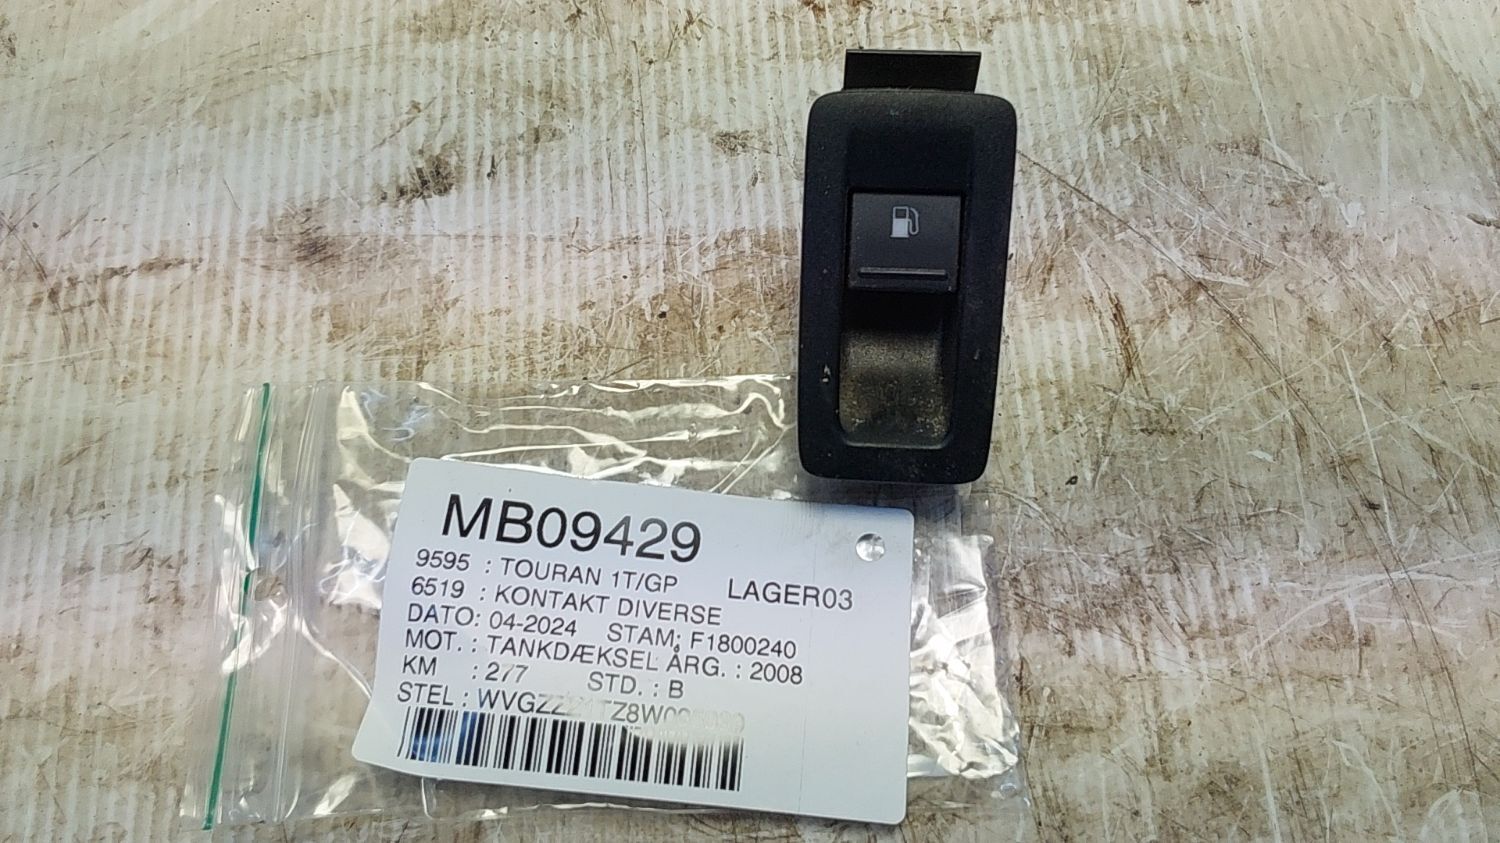 MB09429
9595 : TOURAN 1T/GP LAGER03
6519 : KONTAKT DIVERSE
DATO: 04-2024 STAM: F1800240
MOT. : TANKDÆKSEL ÅRG. : 2008
KM : 277 STD. : B
STEL :